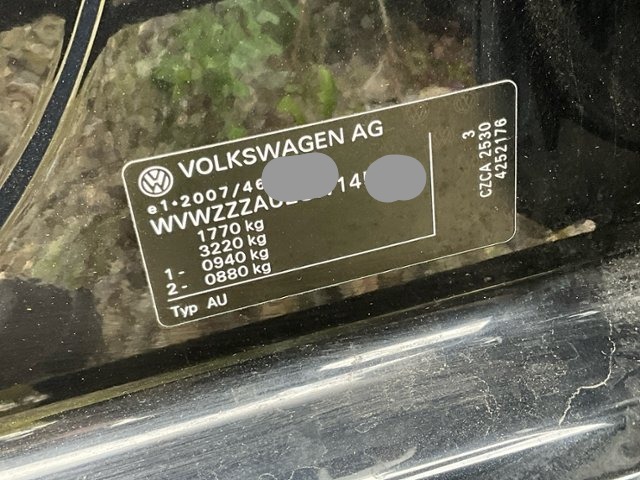 VOLKSWAGEN AG
e1*2007/46
WVWZZZAU
1770 kg
3220 kg
1- 0940 kg
2- 0880 kg
Typ AU
3
CZCA 2530
4252176